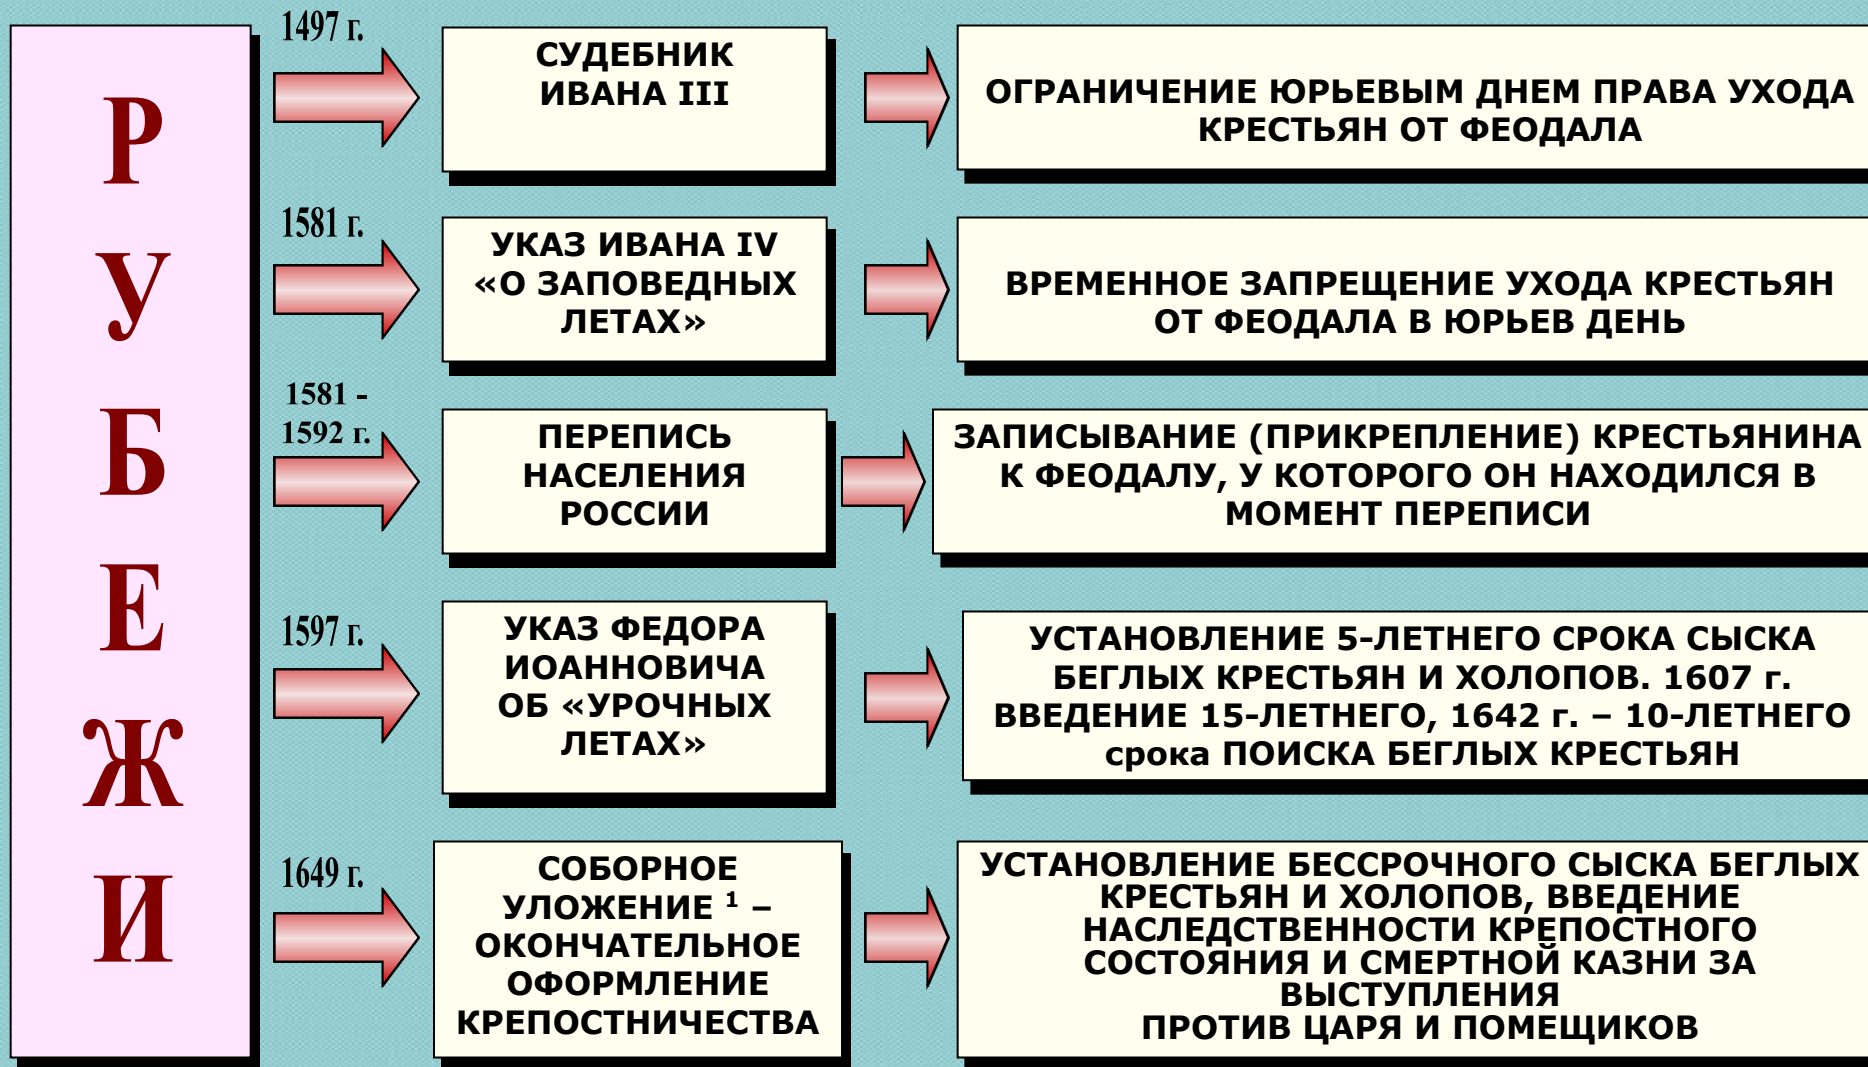 Р
У
Б
Е
Ж
И
1497 г.
СУДЕБНИК
ИВАНА III
ОГРАНИЧЕНИЕ ЮРЬЕВЫМ ДНЕМ ПРАВА УХОДА
КРЕСТЬЯН ОТ ФЕОДАЛА
1581 г.
УКАЗ ИВАНА IV
«О ЗАПОВЕДНЫХ
ЛЕТАХ»
ВРЕМЕННОЕ ЗАПРЕЩЕНИЕ УХОДА КРЕСТЬЯН
ОТ ФЕОДАЛА В ЮРЬЕВ ДЕНЬ
1581 -
1592 г.
ПЕРЕПИСЬ
НАСЕЛЕНИЯ
РОССИИ
ЗАПИСЫВАНИЕ (ПРИКРЕПЛЕНИЕ) КРЕСТЬЯНИНА
К ФЕОДАЛУ, У КОТОРОГО ОН НАХОДИЛСЯ В
МОМЕНТ ПЕРЕПИСИ
1597 г.
УКАЗ ФЕДОРА
ИОАННОВИЧА
ОБ «УРОЧНЫХ
ЛЕТАХ»
УСТАНОВЛЕНИЕ 5-ЛЕТНЕГО СРОКА СЫСКА
БЕГЛЫХ КРЕСТЬЯН И ХОЛОПОВ. 1607 г.
ВВЕДЕНИЕ 15-ЛЕТНЕГО, 1642 г. – 10-ЛЕТНЕГО
срока ПОИСКА БЕГЛЫХ КРЕСТЬЯН
1649 г.
СОБОРНОЕ
УЛОЖЕНИЕ ¹ –
ОКОНЧАТЕЛЬНОЕ
ОФОРМЛЕНИЕ
КРЕПОСТНИЧЕСТВА
УСТАНОВЛЕНИЕ БЕССРОЧНОГО СЫСКА БЕГЛЫХ
КРЕСТЬЯН И ХОЛОПОВ, ВВЕДЕНИЕ
НАСЛЕДСТВЕННОСТИ КРЕПОСТНОГО
СОСТОЯНИЯ И СМЕРТНОЙ КАЗНИ ЗА
ВЫСТУПЛЕНИЯ
ПРОТИВ ЦАРЯ И ПОМЕЩИКОВ